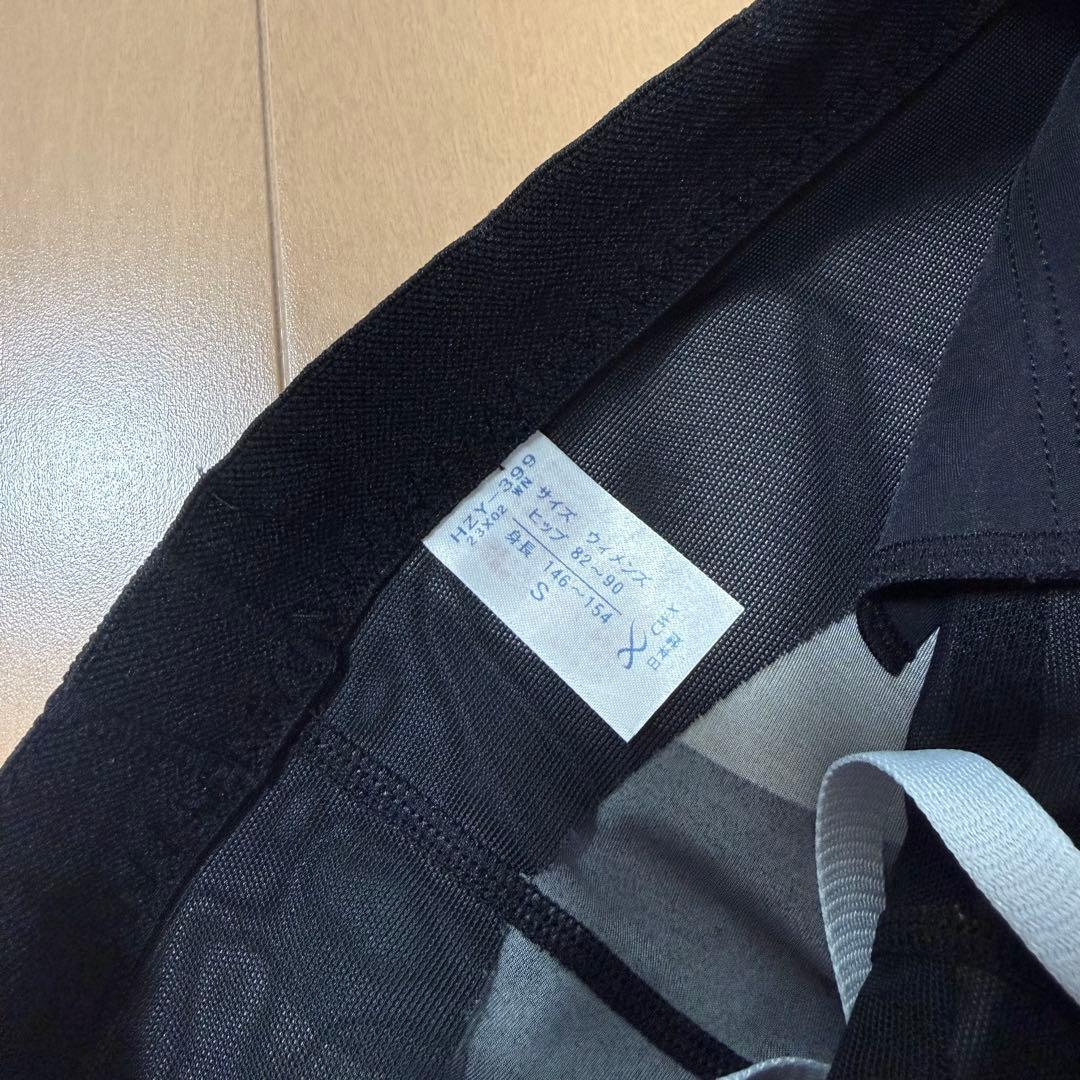 HZY-399
23X02 WN
サイズ ウィメンズ
ヒップ 82～90
身長 146～154
S
CW-X
日本製